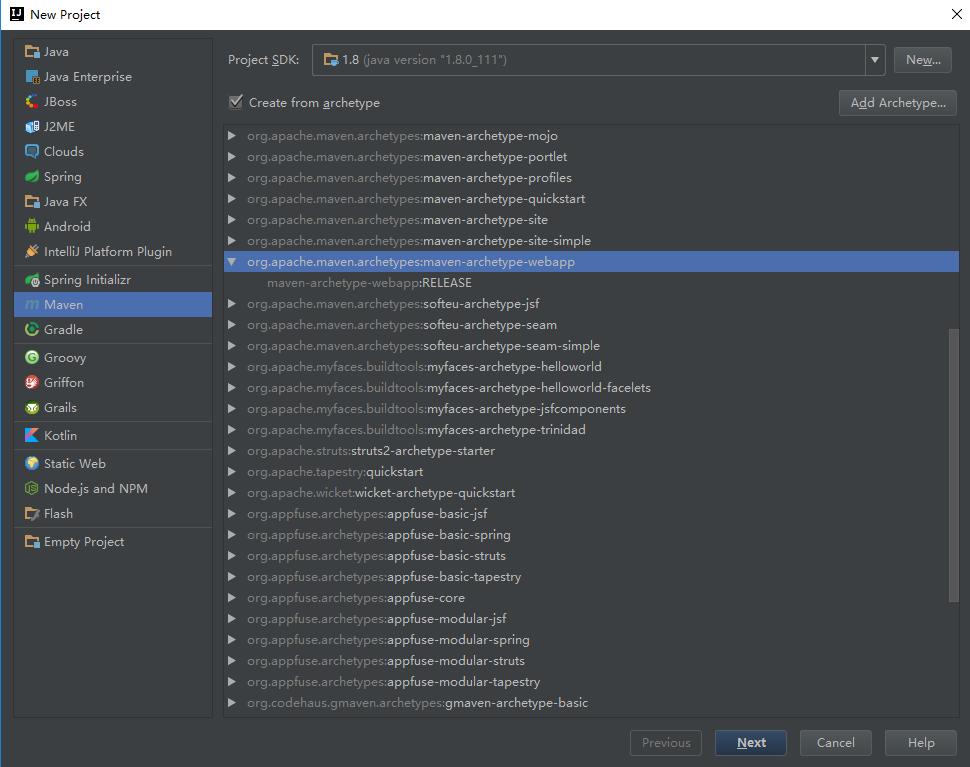 New Project
Java
Java Enterprise
JBoss
J2ME
Clouds
Spring
Java FX
Android
IntelliJ Platform Plugin
Spring Initializr
Maven
Gradle
Groovy
Griffon
Grails
Kotlin
Static Web
Node.js and NPM
Flash
Empty Project
Project SDK: 1.8 (java version "1.8.0_111") New...
Create from archetype Add Archetype...
org.apache.maven.archetypes:maven-archetype-mojo
org.apache.maven.archetypes:maven-archetype-portlet
org.apache.maven.archetypes:maven-archetype-profiles
org.apache.maven.archetypes:maven-archetype-quickstart
org.apache.maven.archetypes:maven-archetype-site
org.apache.maven.archetypes:maven-archetype-site-simple
org.apache.maven.archetypes:maven-archetype-webapp
maven-archetype-webapp:RELEASE
org.apache.maven.archetypes:softeu-archetype-jsf
org.apache.maven.archetypes:softeu-archetype-seam
org.apache.maven.archetypes:softeu-archetype-seam-simple
org.apache.myfaces.buildtools:myfaces-archetype-helloworld
org.apache.myfaces.buildtools:myfaces-archetype-helloworld-facelets
org.apache.myfaces.buildtools:myfaces-archetype-jsfcomponents
org.apache.myfaces.buildtools:myfaces-archetype-trinidad
org.apache.struts:struts2-archetype-starter
org.apache.tapestry:quickstart
org.apache.wicket:wicket-archetype-quickstart
org.appfuse.archetypes:appfuse-basic-jsf
org.appfuse.archetypes:appfuse-basic-spring
org.appfuse.archetypes:appfuse-basic-struts
org.appfuse.archetypes:appfuse-basic-tapestry
org.appfuse.archetypes:appfuse-core
org.appfuse.archetypes:appfuse-modular-jsf
org.appfuse.archetypes:appfuse-modular-spring
org.appfuse.archetypes:appfuse-modular-struts
org.appfuse.archetypes:appfuse-modular-tapestry
org.codehaus.gmaven.archetypes:gmaven-archetype-basic
Previous Next Cancel Help